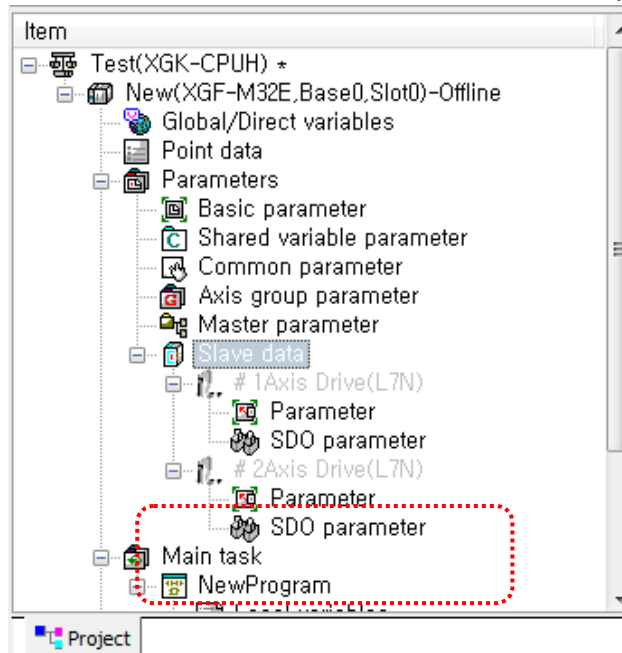 Item
Test(XGK-CPUH) *
New(XGF-M32E,Base0,Slot0)-Offline
Global/Direct variables
Point data
Parameters
Basic parameter
Shared variable parameter
Common parameter
Axis group parameter
Master parameter
Slave data
# 1Axis Drive(L7N)
Parameter
SDO parameter
# 2Axis Drive(L7N)
Parameter
SDO parameter
Main task
NewProgram
Local variables
Project